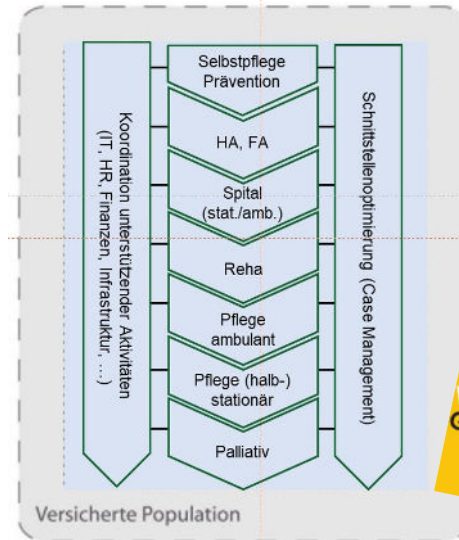 Koordination unterstützender Aktivitäten
(IT, HR, Finanzen, Infrastruktur, …)
Selbstpflege
Prävention
HA, FA
Spital
(stat./amb.)
Reha
Pflege
ambulant
Pflege (halb-)
stationär
Palliativ
Schnittstellenoptimierung (Case Management)
Versicherte Population